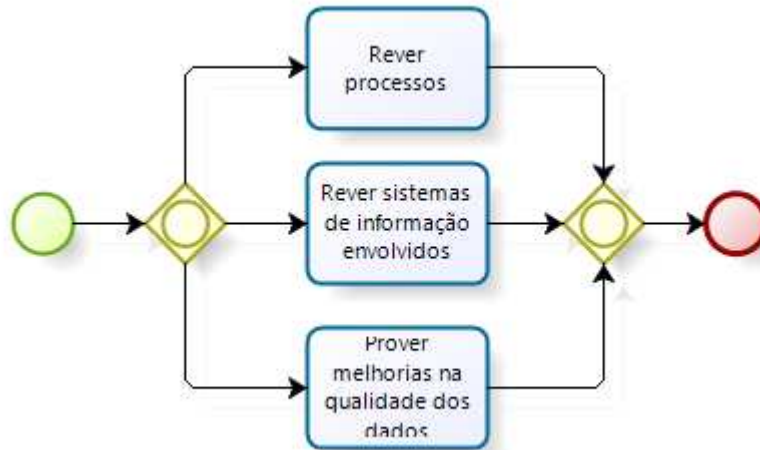 Rever
processos
Rever sistemas
de informação
envolvidos
Prover
melhorias na
qualidade dos
dados